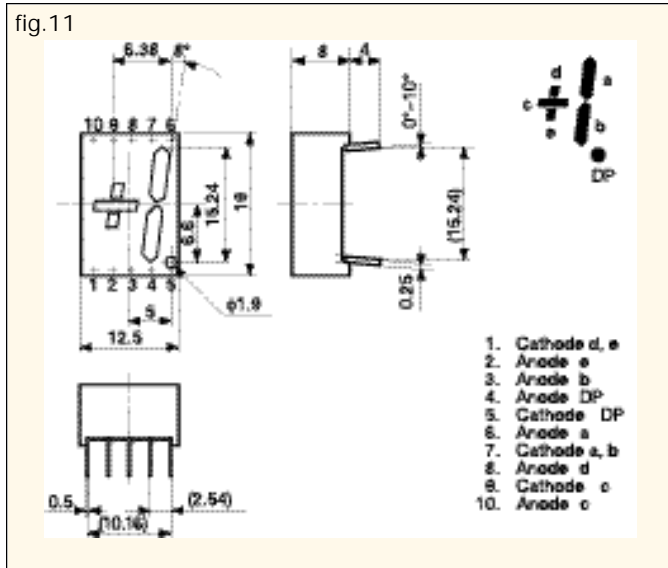 fig.11
6.38
8°
8
4
0°–10°
d
a
c
e
b
DP
10 9 8 7 6
15.24
19
6.6
(15.24)
0.25
1 2 3 4 5
5
φ1.9
12.5
1. Cathode d, e
2. Anode e
3. Anode b
4. Anode DP
5. Cathode DP
6. Anode a
7. Cathode a, b
8. Anode d
9. Cathode c
10. Anode c
0.5
(2.54)
(10.16)